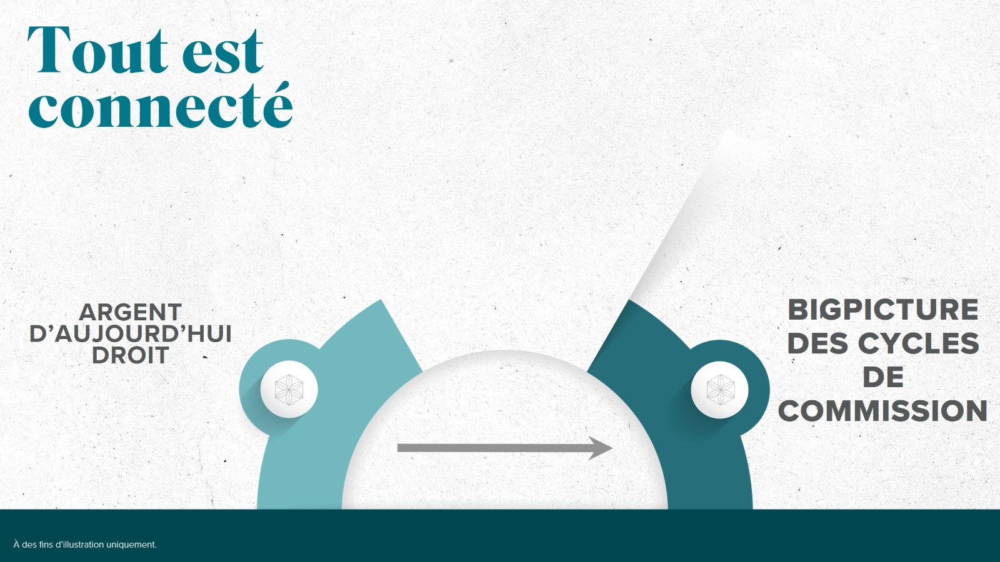 Tout est
connecté
ARGENT
D’AUJOURD’HUI
DROIT
BIGPICTURE
DES CYCLES
DE
COMMISSION
À des fins d’illustration uniquement.